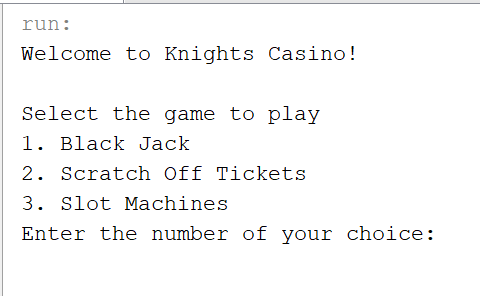 run:
Welcome to Knights Casino!
Select the game to play
1. Black Jack
2. Scratch Off Tickets
3. Slot Machines
Enter the number of your choice: